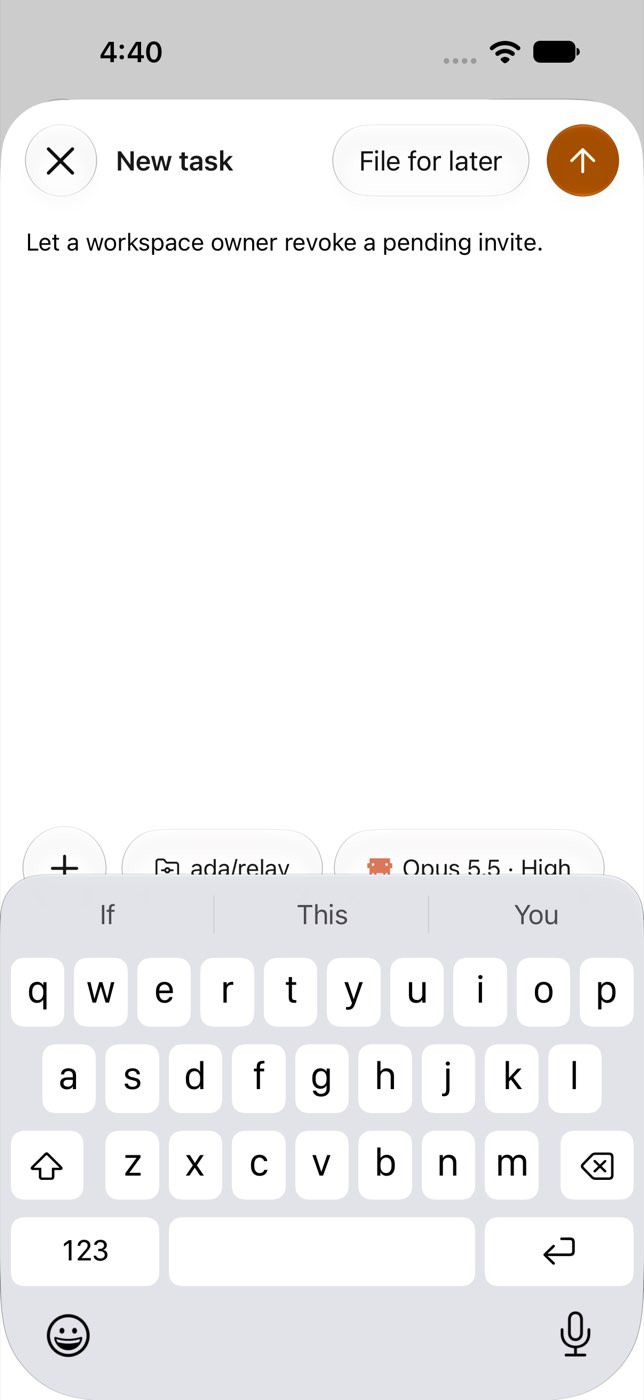 4:40
New task
File for later
Let a workspace owner revoke a pending invite.
ada/relay
Opus 5.5 · High
If
This
You
q w e r t y u i o p
a s d f g h j k l
z x c v b n m
123